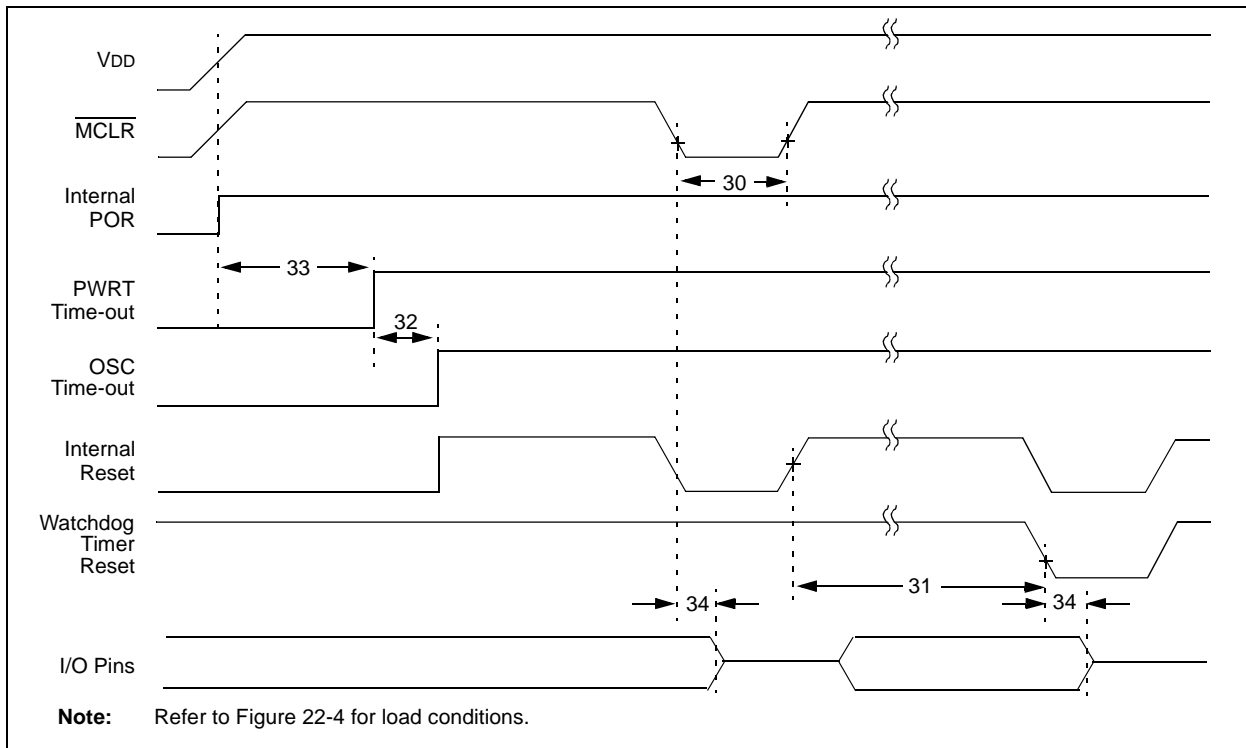 VDD
MCLR
30
Internal
POR
33
PWRT
Time-out
32
OSC
Time-out
Internal
Reset
Watchdog
Timer
Reset
31
34
34
I/O Pins
Note: Refer to Figure 22-4 for load conditions.